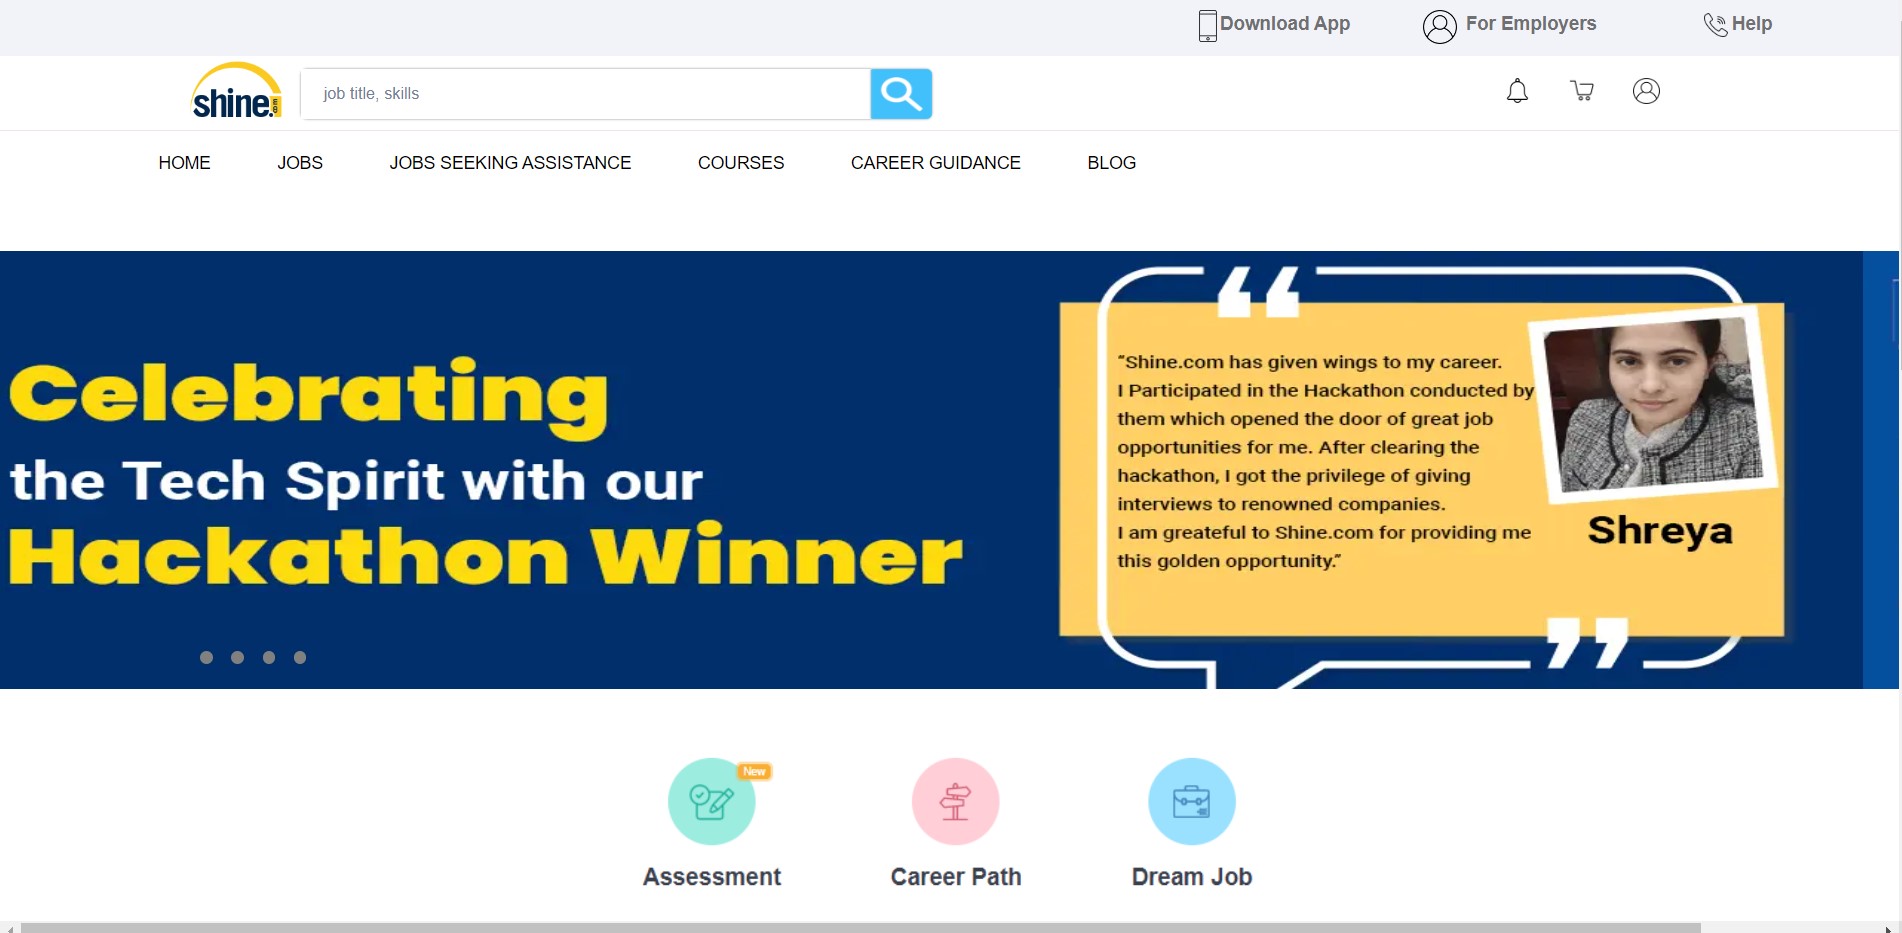 Download App For Employers Help
shine.com
job title, skills
HOME JOBS JOBS SEEKING ASSISTANCE COURSES CAREER GUIDANCE BLOG
Celebrating
the Tech Spirit with our
Hackathon Winner
“Shine.com has given wings to my career.
I Participated in the Hackathon conducted by
them which opened the door of great job
opportunities for me. After clearing the
hackathon, I got the privilege of giving
interviews to renowned companies.
I am greateful to Shine.com for providing me
this golden opportunity.”
Shreya
New
Assessment Career Path Dream Job